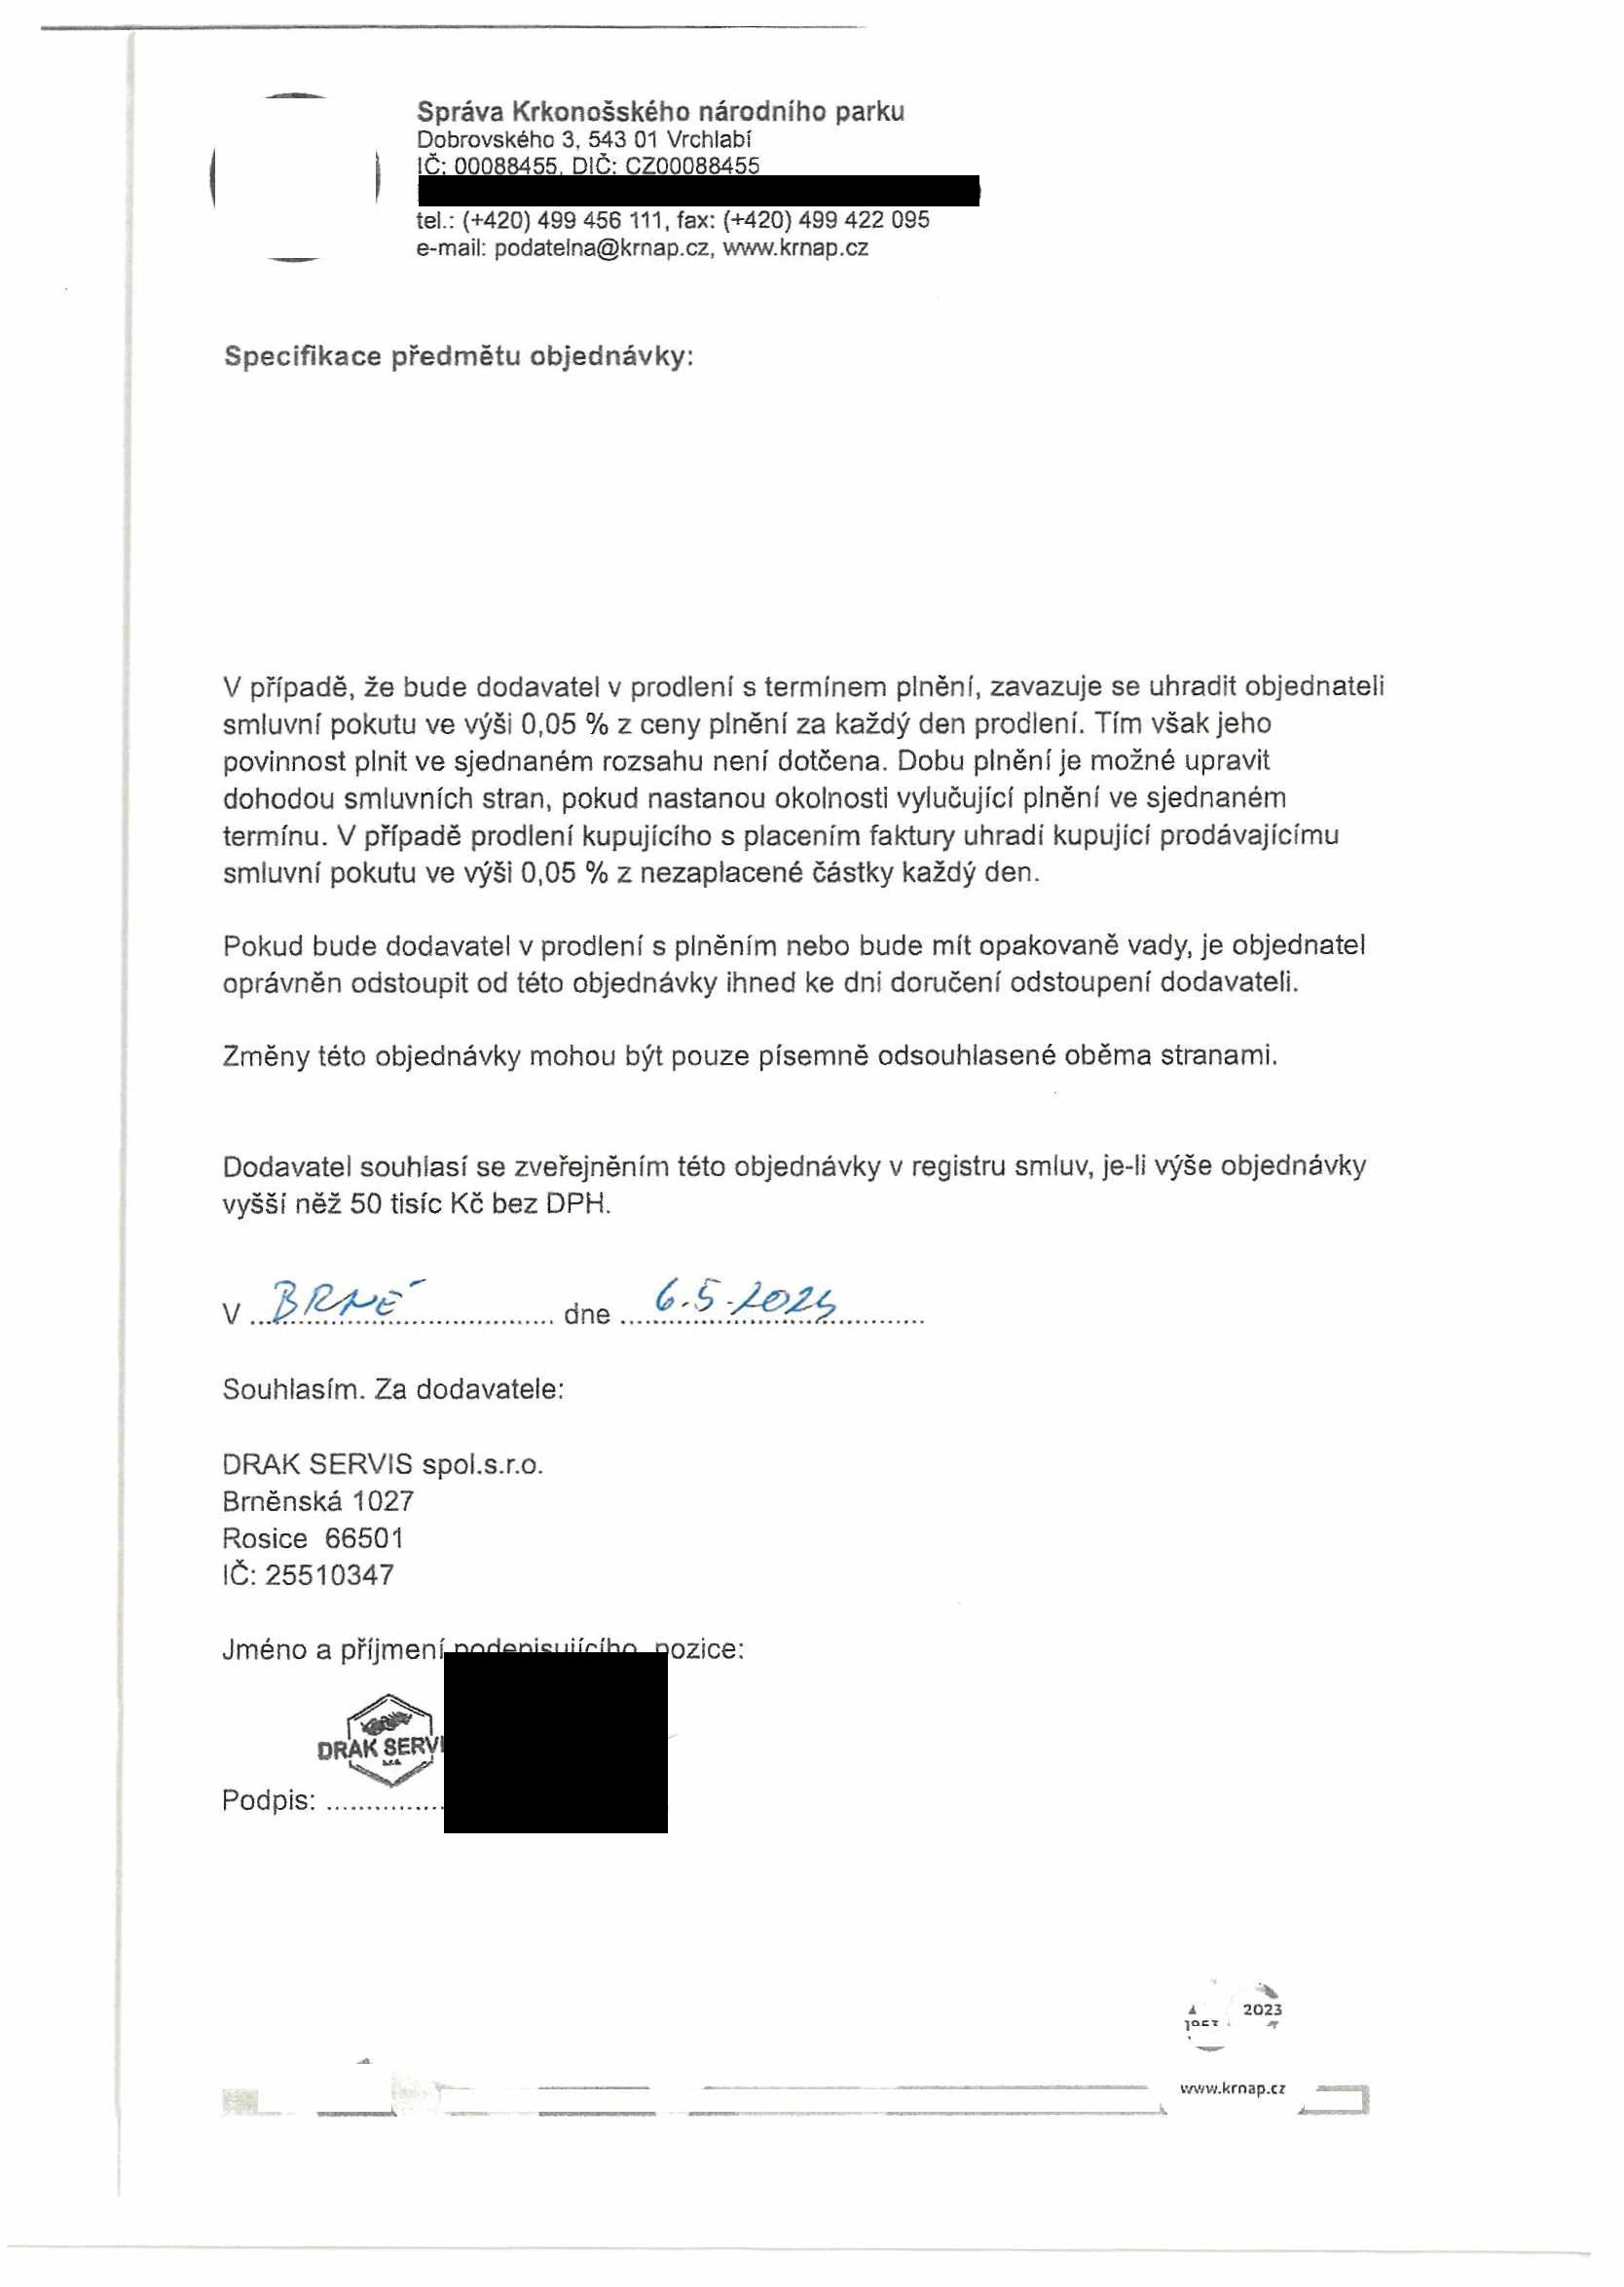 Správa Krkonošského národního parku
Dobrovského 3, 543 01 Vrchlabí
IČ: 00088455, DIČ: CZ00088455
tel.: (+420) 499 456 111, fax: (+420) 499 422 095
e-mail: podatelna@krnap.cz, www.krnap.cz
Specifikace předmětu objednávky:
V případě, že bude dodavatel v prodlení s termínem plnění, zavazuje se uhradit objednateli
smluvní pokutu ve výši 0,05 % z ceny plnění za každý den prodlení. Tím však jeho
povinnost plnit ve sjednaném rozsahu není dotčena. Dobu plnění je možné upravit
dohodou smluvních stran, pokud nastanou okolnosti vylučující plnění ve sjednaném
termínu. V případě prodlení kupujícího s placením faktury uhradí kupující prodávajícímu
smluvní pokutu ve výši 0,05 % z nezaplacené částky každý den.
Pokud bude dodavatel v prodlení s plněním nebo bude mít opakovaně vady, je objednatel
oprávněn odstoupit od této objednávky ihned ke dni doručení odstoupení dodavateli.
Změny této objednávky mohou být pouze písemně odsouhlasené oběma stranami.
Dodavatel souhlasí se zveřejněním této objednávky v registru smluv, je-li výše objednávky
vyšší něž 50 tisíc Kč bez DPH.
V BRNĚ dne 6.5.2025
Souhlasím. Za dodavatele:
DRAK SERVIS spol.s.r.o.
Brněnská 1027
Rosice 66501
IČ: 25510347
Jméno a příjmení podepisujícího, pozice:
DRAK SERVI
Podpis: ...............
2023
www.krnap.cz